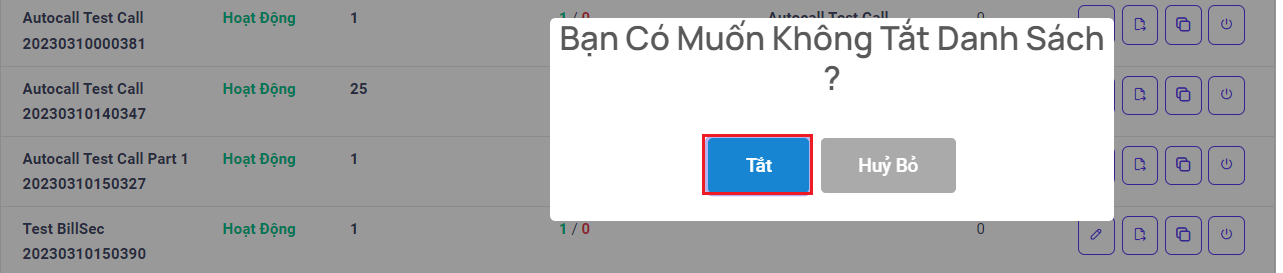 Autocall Test Call Hoạt Động 1 1 / 0 Autocall Test Call 0
20230310000381
Bạn Có Muốn Không Tắt Danh Sách
?
Autocall Test Call Hoạt Động 25
20230310140347
Autocall Test Call Part 1 Hoạt Động 1
20230310150327
Tắt Huỷ Bỏ
Test BillSec Hoạt Động 1 1 / 0 0
20230310150390